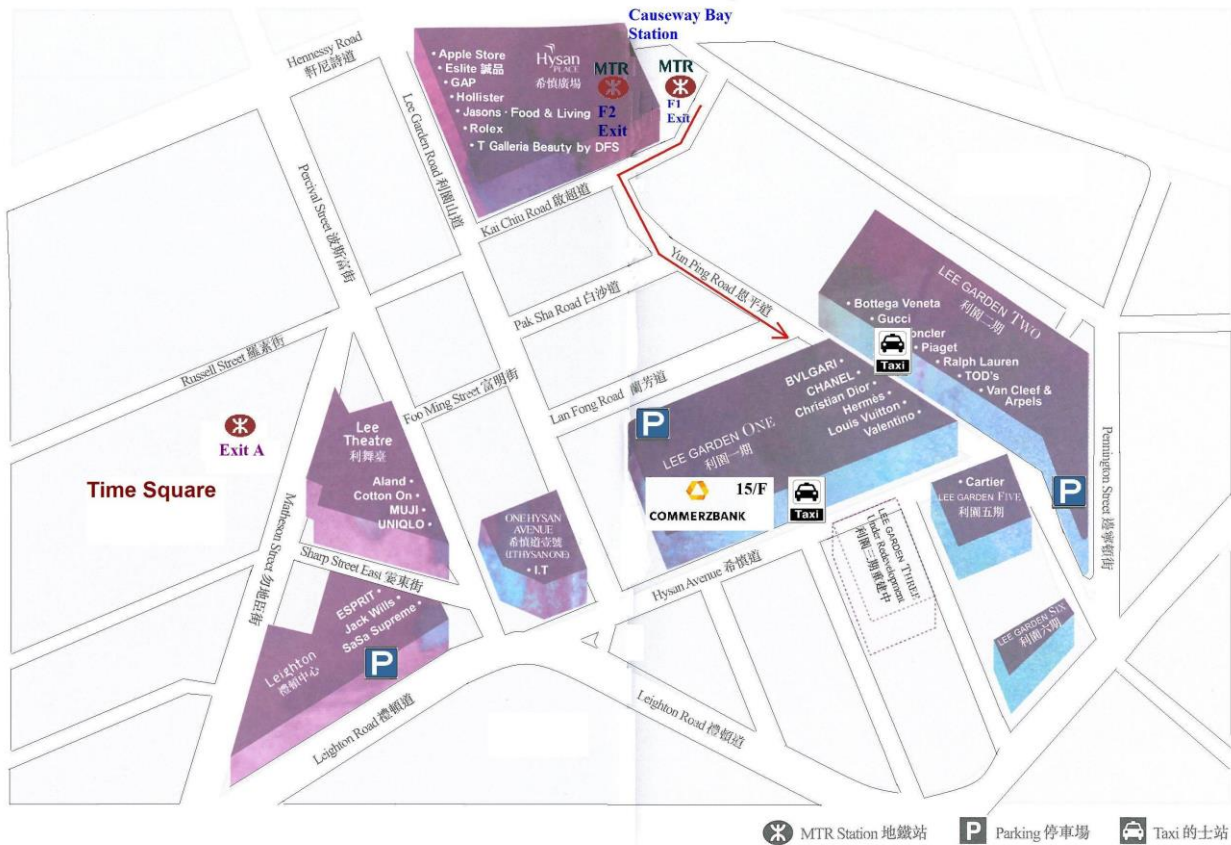 Causeway Bay
Station
Hennessy Road
軒尼詩道
• Apple Store
• Eslite 誠品
• GAP
• Hollister
• Jasons · Food & Living
• Rolex
• T Galleria Beauty by DFS
Hysan
PLACE
希慎廣場
MTR
F2
Exit
MTR
F1
Exit
Lee Garden Road 利園山道
Percival Street 波斯富街
Kai Chiu Road 啟超道
Yun Ping Road 恩平道
Pak Sha Road 白沙道
Russell Street 羅素街
Foo Ming Street 富明街
Lan Fong Road 蘭芳道
LEE GARDEN TWO
利園二期
• Bottega Veneta
• Gucci
oncler
• Piaget
• Ralph Lauren
• TOD's
• Van Cleef &
Arpels
Taxi
BVLGARI •
CHANEL •
Christian Dior •
Hermès •
Louis Vuitton •
Valentino •
LEE GARDEN ONE
利園一期
P
Exit A
Time Square
Lee
Theatre
利舞臺
Aland •
Cotton On •
MUJI •
UNIQLO •
COMMERZBANK
15/F
Taxi
Pennington Street 邊寧頓街
P
• Cartier
LEE GARDEN FIVE
利園五期
ONE HYSAN
AVENUE
希慎道壹號
(I.T HYSAN ONE)
• I.T
LEE GARDEN THREE
Under Redevelopment
利園三期重建中
Matheson Street 勿地臣街
Sharp Street East 霎東街
Hysan Avenue 希慎道
ESPRIT •
Jack Wills •
SaSa Supreme •
Leighton
禮頓中心
P
LEE GARDEN SIX
利園六期
Leighton Road 禮頓道
Leighton Road 禮頓道
MTR Station 地鐵站
P Parking 停車場
Taxi 的士站